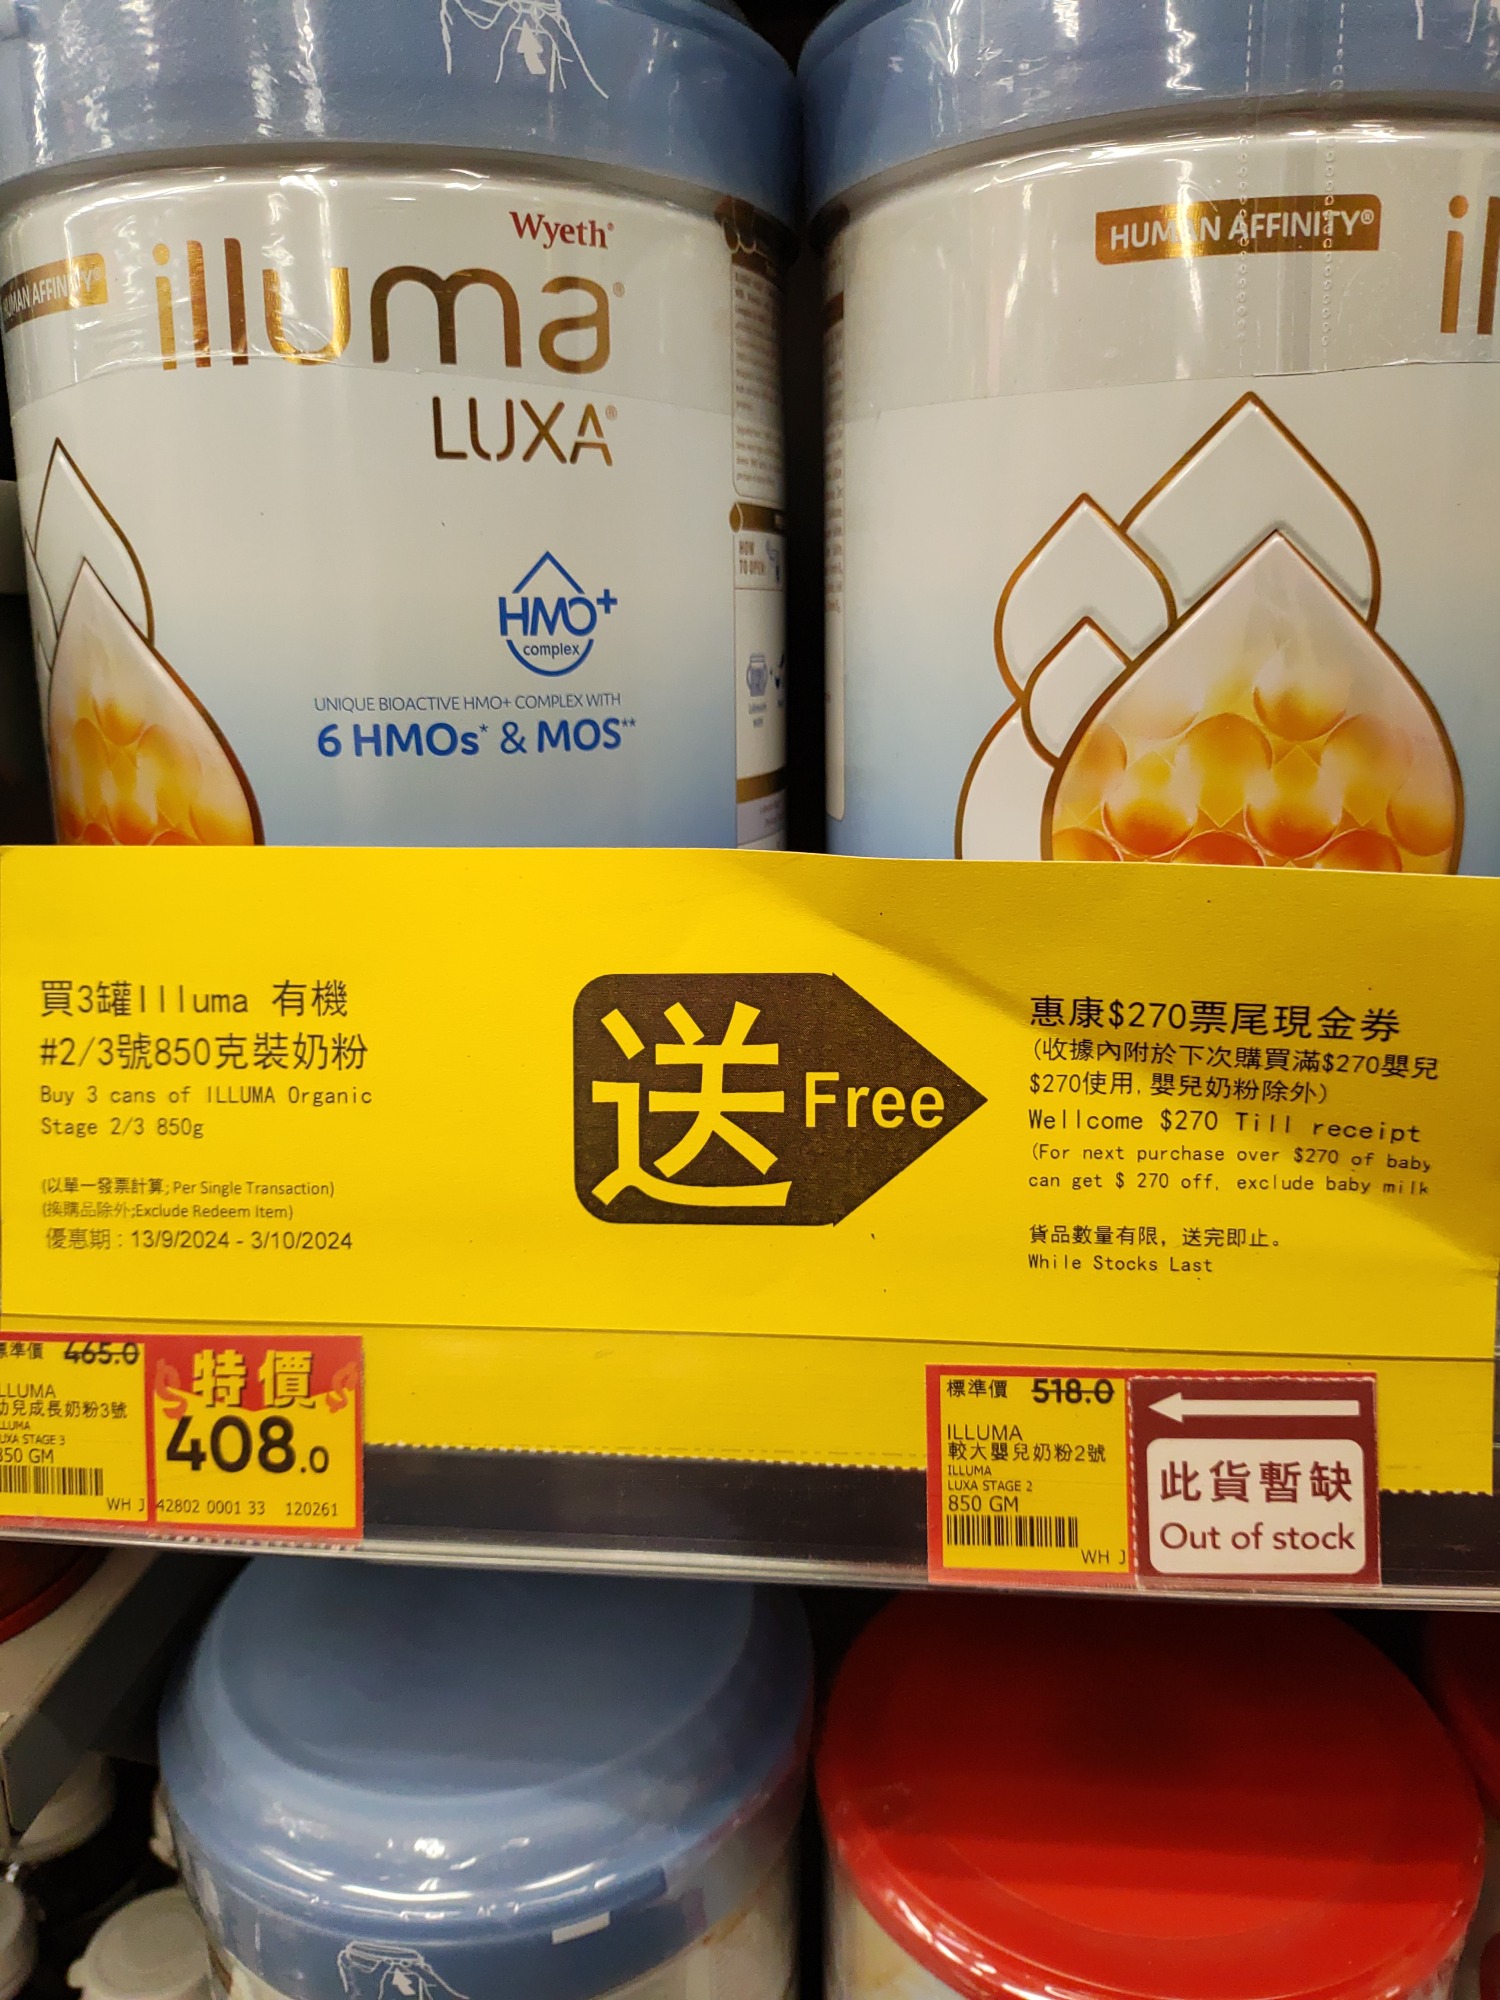 Wyeth®
HUMAN AFFINITY®
illuma®
LUXA®
HMO+
complex
UNIQUE BIOACTIVE HMO+ COMPLEX WITH
6 HMOs* & MOS**
HOW
TO OPEN:
HUMAN AFFINITY®
買3罐Illuma 有機
#2/3號850克裝奶粉
Buy 3 cans of ILLUMA Organic
Stage 2/3 850g
(以單一發票計算; Per Single Transaction)
(換購品除外;Exclude Redeem Item)
優惠期 : 13/9/2024 - 3/10/2024
送 Free
惠康$270票尾現金券
(收據內附於下次購買滿$270嬰兒
$270使用, 嬰兒奶粉除外)
Wellcome $270 Till receipt
(For next purchase over $270 of baby
can get $ 270 off, exclude baby milk
貨品數量有限，送完即止。
While Stocks Last
標準價 465.0
LLUMA
幼兒成長奶粉3號
LLUMA
UXA STAGE 3
850 GM
WH J
特價
408.0
42802 0001 33 120261
標準價 518.0
ILLUMA
較大嬰兒奶粉2號
ILLUMA
LUXA STAGE 2
850 GM
WH J
此貨暫缺
Out of stock